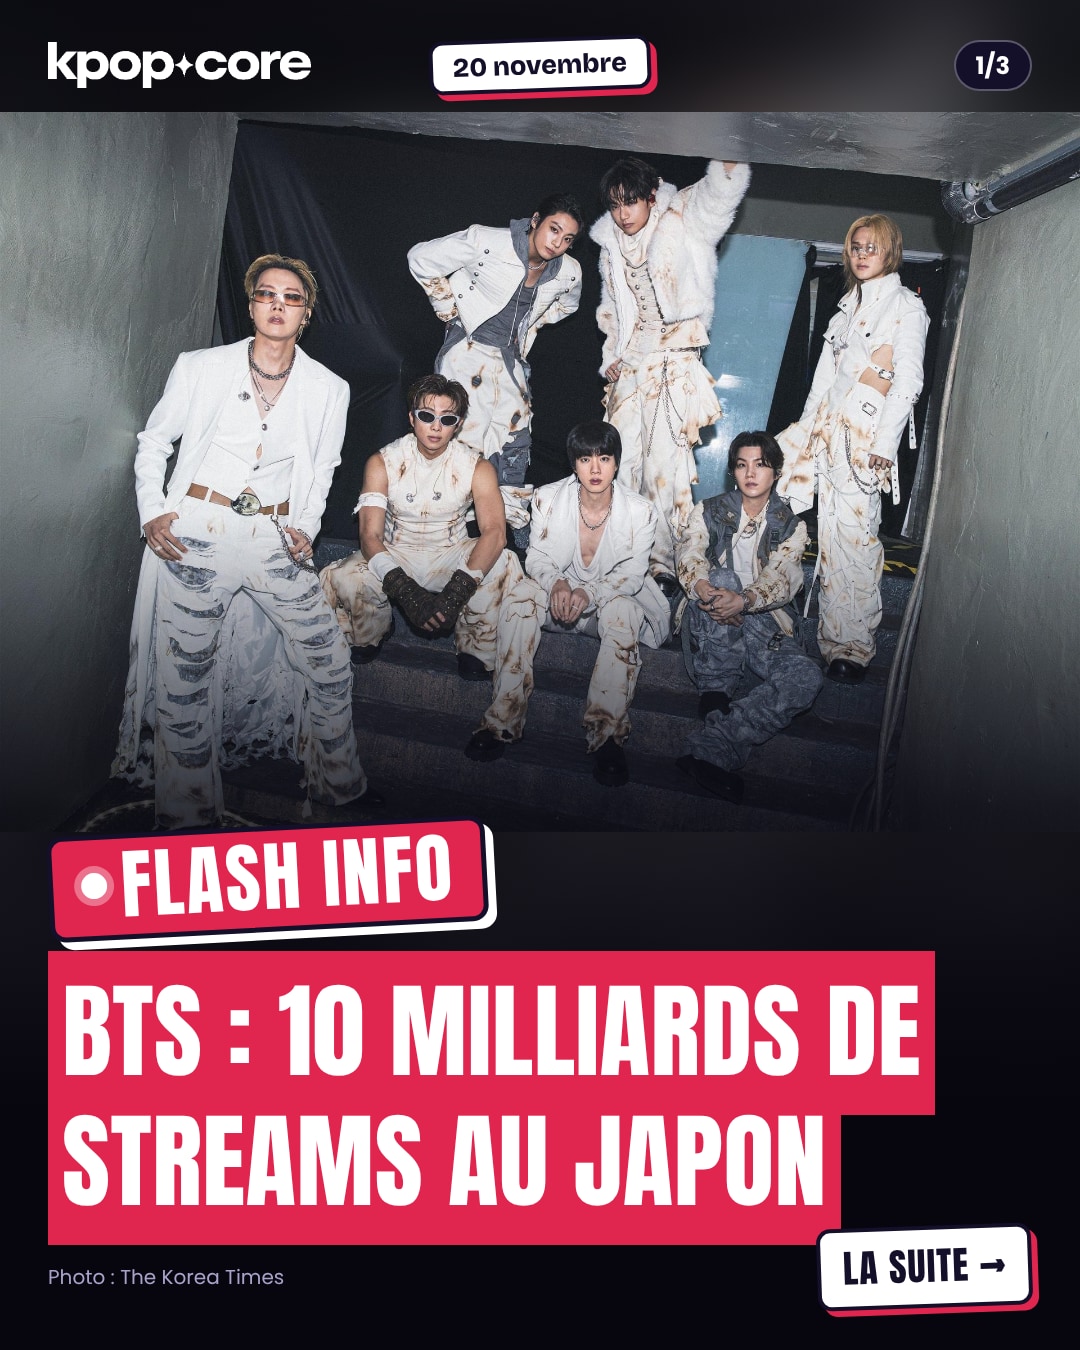 kpop✦core
20 novembre
1/3
FLASH INFO
BTS : 10 MILLIARDS DE
STREAMS AU JAPON
LA SUITE →
Photo : The Korea Times